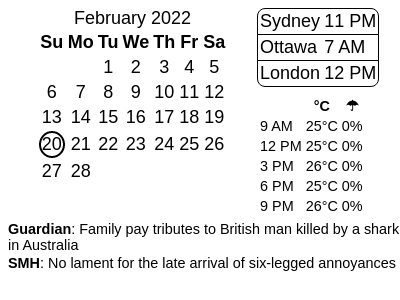 February 2022
Su Mo Tu We Th Fr Sa
1 2 3 4 5
6 7 8 9 10 11 12
13 14 15 16 17 18 19
20 21 22 23 24 25 26
27 28
Sydney 11 PM
Ottawa 7 AM
London 12 PM
°C ☂
9 AM 25°C 0%
12 PM 25°C 0%
3 PM 26°C 0%
6 PM 25°C 0%
9 PM 26°C 0%
Guardian: Family pay tributes to British man killed by a shark
in Australia
SMH: No lament for the late arrival of six-legged annoyances